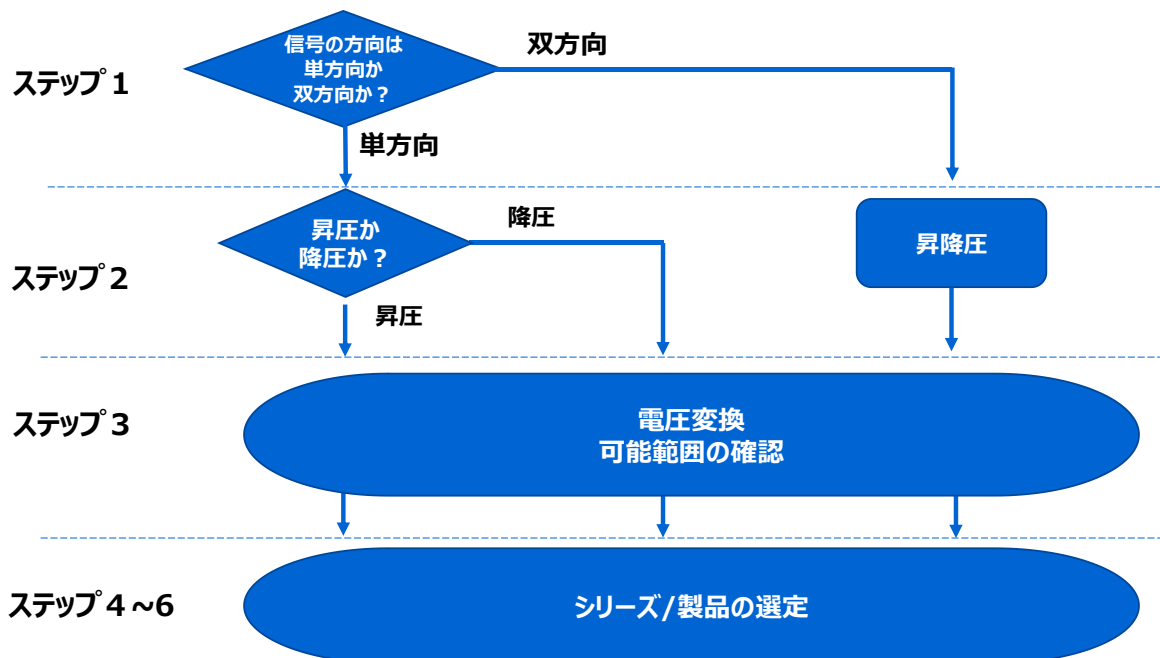 ステップ１
信号の方向は
単方向か
双方向か？
双方向
単方向
ステップ２
昇圧か
降圧か？
降圧
昇降圧
昇圧
ステップ３
電圧変換
可能範囲の確認
ステップ４~6
シリーズ/製品の選定